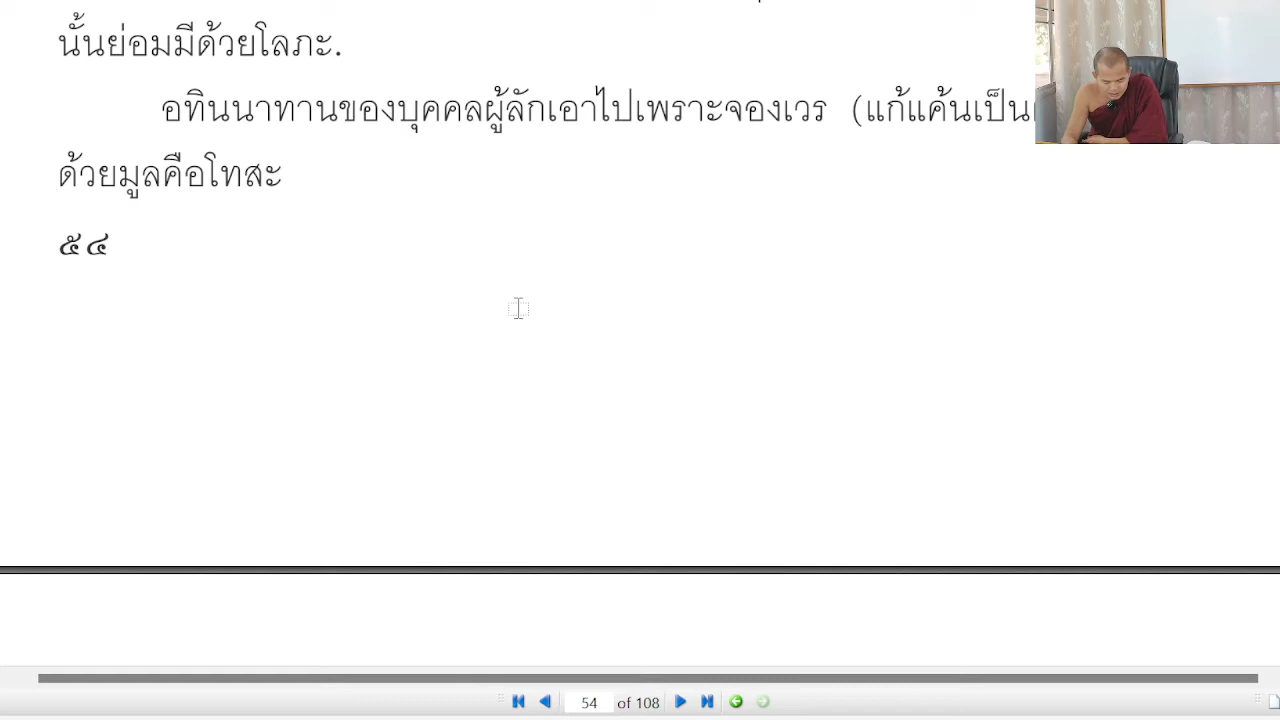 นั้นย่อมมีด้วยโลภะ.
อทินนาทานของบุคคลผู้ลักเอาไปเพราะจองเวร (แก้แค้นเป็น
ด้วยมูลคือโทสะ
๕๔
54 of 108